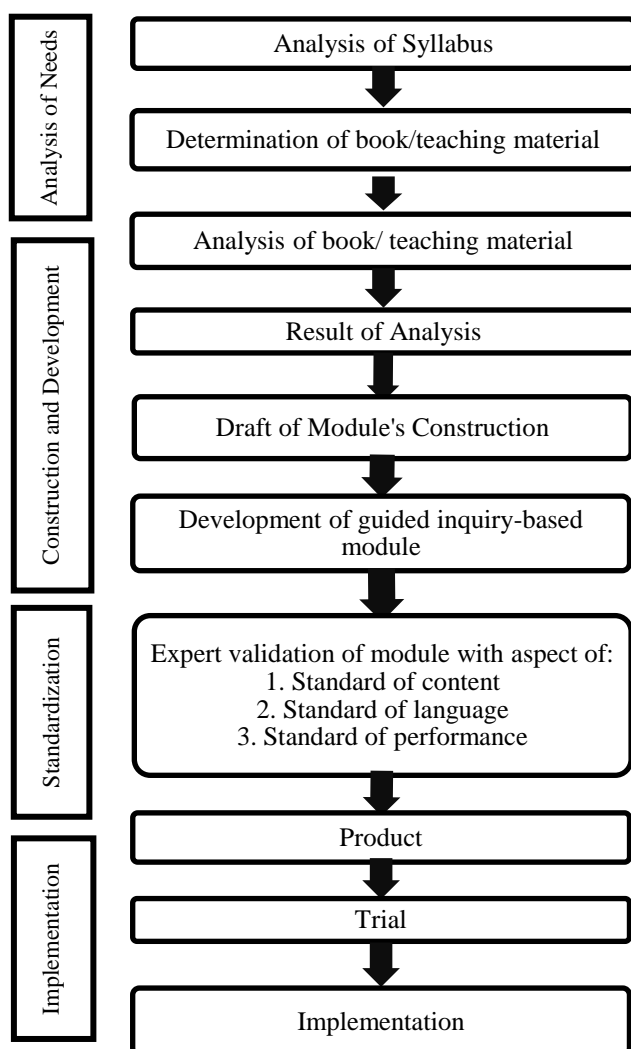 Analysis of Needs
Analysis of Syllabus
Determination of book/teaching material
Construction and Development
Analysis of book/ teaching material
Result of Analysis
Draft of Module's Construction
Development of guided inquiry-based
module
Standardization
Expert validation of module with aspect of:
1. Standard of content
2. Standard of language
3. Standard of performance
Implementation
Product
Trial
Implementation